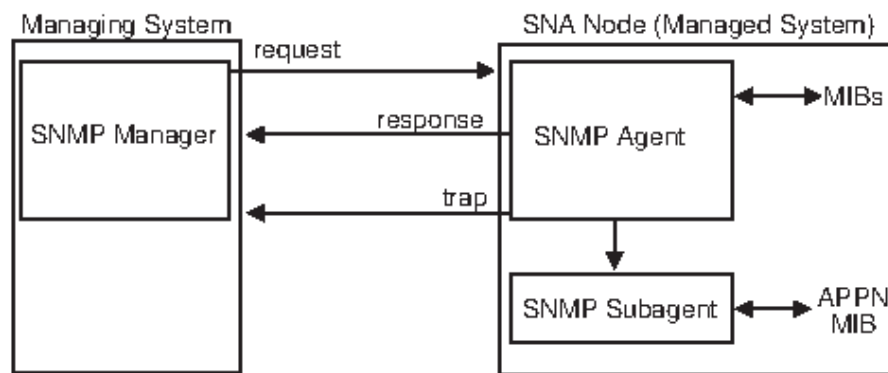 Managing System
SNA Node (Managed System)
request
SNMP Manager
response
SNMP Agent
MIBs
trap
SNMP Subagent
APPN
MIB